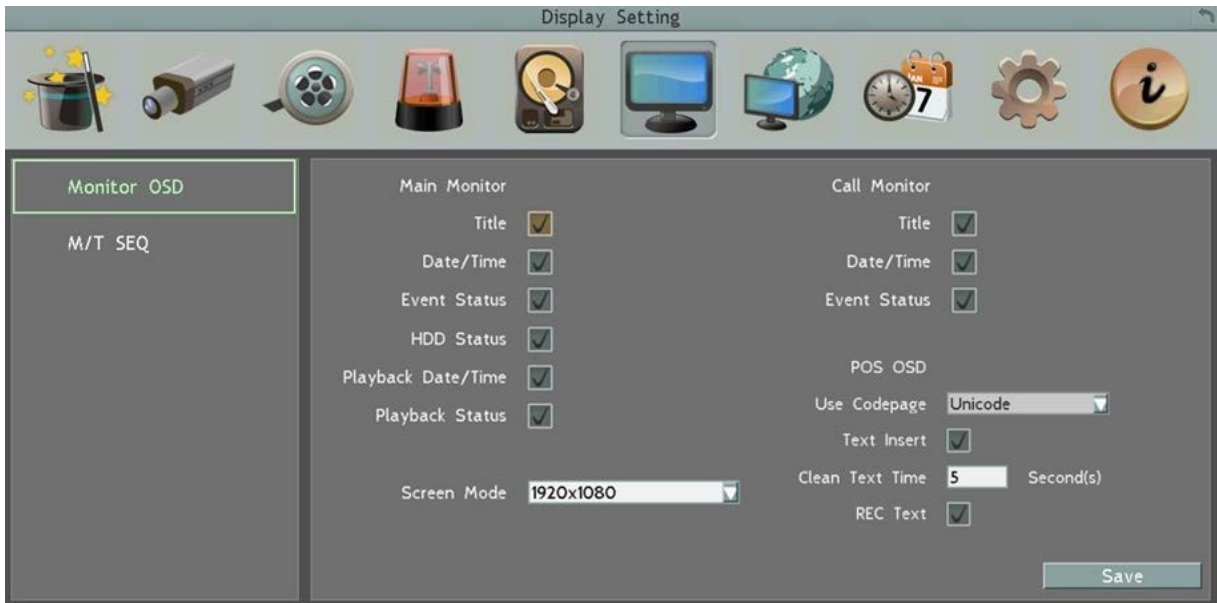 Display Setting
JAN
7
i
Monitor OSD
M/T SEQ
Main Monitor
Title
Date/Time
Event Status
HDD Status
Playback Date/Time
Playback Status
Screen Mode 1920x1080
Call Monitor
Title
Date/Time
Event Status
POS OSD
Use Codepage Unicode
Text Insert
Clean Text Time 5 Second(s)
REC Text
Save